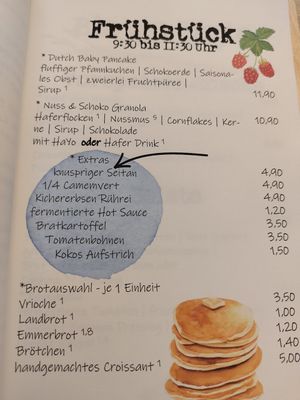 Frühstück
9:30 bis 11:30 Uhr
* Dutch Baby Pancake
fluffiger Pfannkuchen | Schokoerde | Saisona-
les Obst | zweierlei Fruchtpüree |
Sirup ¹ 11,90
* Nuss & Schoko Granola
Haferflocken ¹ | Nussmus ⁵ | Cornflakes | Ker- 10,90
ne | Sirup | Schokolade
mit HaYo oder Hafer Drink ¹
* Extras
knuspriger Seitan 4,90
1/4 Camemvert 4,90
Kichererbsen Rührei 4,90
fermentierte Hot Sauce 1,20
Bratkartoffel 3,50
Tomatenbohnen 3,50
Kokos Aufstrich 1,50
*Brotauswahl - je 1 Einheit
Vrioche ¹ 3,50
Landbrot ¹ 1,00
Emmerbrot ¹·⁸ 1,20
Brötchen ¹ 1,40
handgemachtes Croissant ¹ 5,00